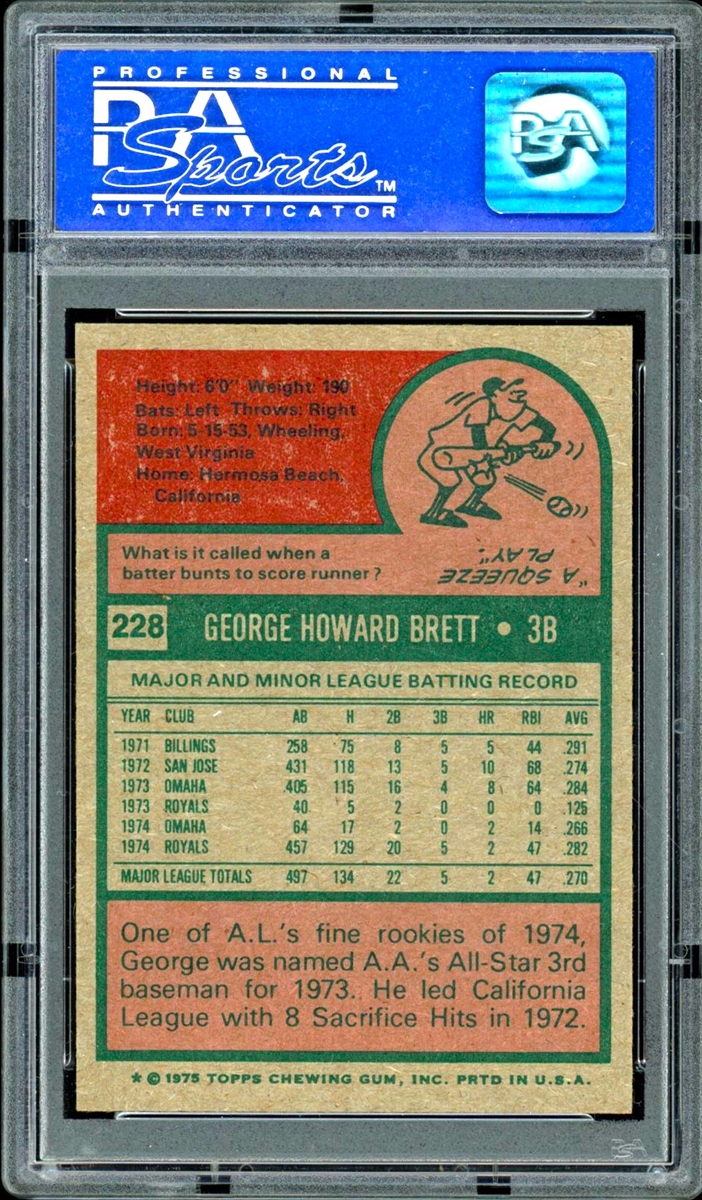 PROFESSIONAL
PSA
Sports™
AUTHENTICATOR
PSA
Height: 6'0" Weight: 190
Bats: Left Throws: Right
Born: 5-15-53, Wheeling,
West Virginia
Home: Hermosa Beach,
California
What is it called when a
batter bunts to score runner?
"A SQUEEZE
PLAY".
228 GEORGE HOWARD BRETT • 3B
MAJOR AND MINOR LEAGUE BATTING RECORD
YEAR CLUB AB H 2B 3B HR RBI AVG
1971 BILLINGS 258 75 8 5 5 44 .291
1972 SAN JOSE 431 118 13 5 10 68 .274
1973 OMAHA .405 115 16 4 8 64 .284
1973 ROYALS 40 5 2 0 0 0 .125
1974 OMAHA 64 17 2 0 2 14 .266
1974 ROYALS 457 129 20 5 2 47 .282
MAJOR LEAGUE TOTALS 497 134 22 5 2 47 .270
One of A.L.'s fine rookies of 1974,
George was named A.A.'s All-Star 3rd
baseman for 1973. He led California
League with 8 Sacrifice Hits in 1972.
* © 1975 TOPPS CHEWING GUM, INC. PRTD IN U.S.A.
PSA